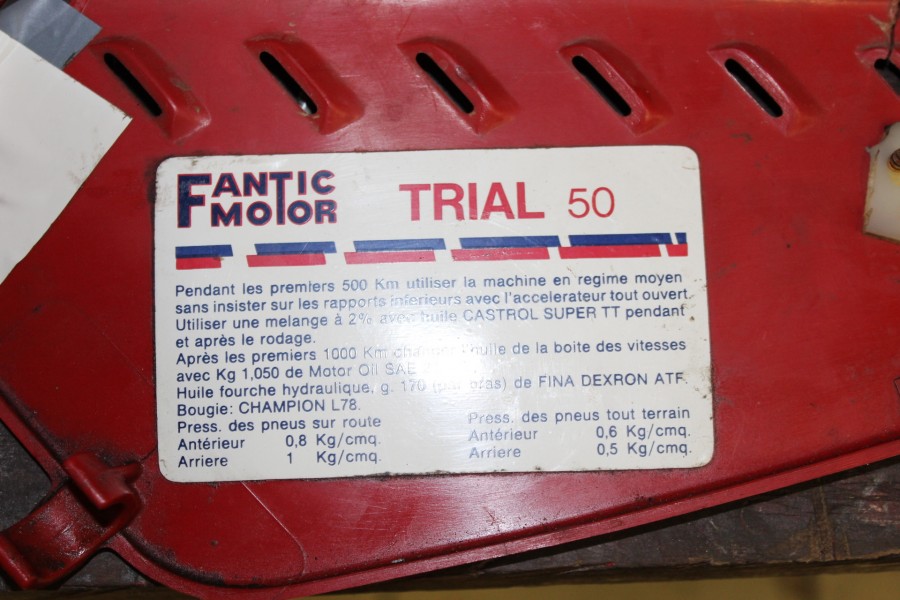 FANTIC MOTOR
TRIAL 50
Pendant les premiers 500 Km utiliser la machine en regime moyen
sans insister sur les rapports inferieurs avec l'accelerateur tout ouvert.
Utiliser une melange à 2% avec huile CASTROL SUPER TT pendant
et après le rodage.
Après les premiers 1000 Km changer l'huile de la boite des vitesses
avec Kg 1,050 de Motor Oil SAE
Huile fourche hydraulique, g. 170 (par bras) de FINA DEXRON ATF.
Bougie: CHAMPION L78.
Press. des pneus sur route
Antérieur 0,8 Kg/cmq.
Arriere 1 Kg/cmq.
Press. des pneus tout terrain
Antérieur 0,6 Kg/cmq.
Arriere 0,5 Kg/cmq.